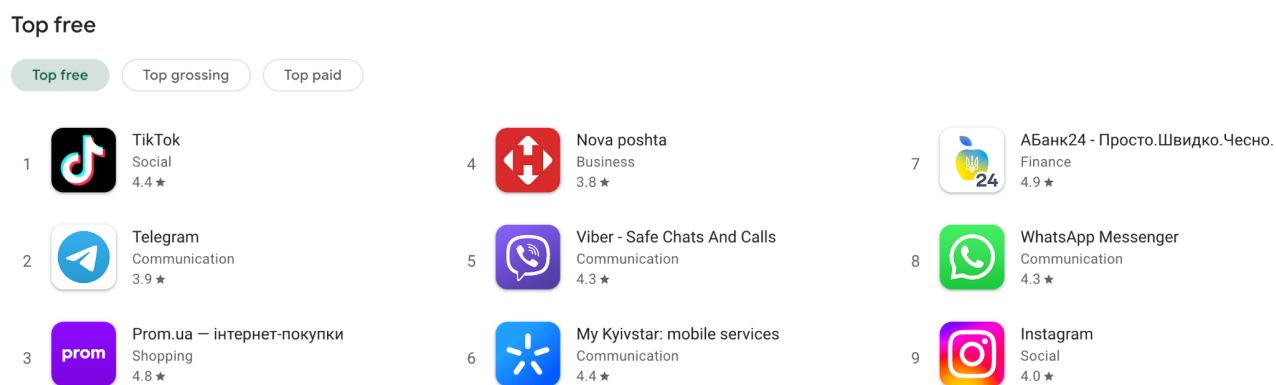 Top free
Top free
Top grossing
Top paid
1
TikTok
Social
4.4 ★
2
Telegram
Communication
3.9 ★
3
prom
Prom.ua — інтернет-покупки
Shopping
4.8 ★
4
Nova poshta
Business
3.8 ★
5
Viber - Safe Chats And Calls
Communication
4.3 ★
6
My Kyivstar: mobile services
Communication
4.4 ★
7
24
АБанк24 - Просто.Швидко.Чесно.
Finance
4.9 ★
8
WhatsApp Messenger
Communication
4.3 ★
9
Instagram
Social
4.0 ★